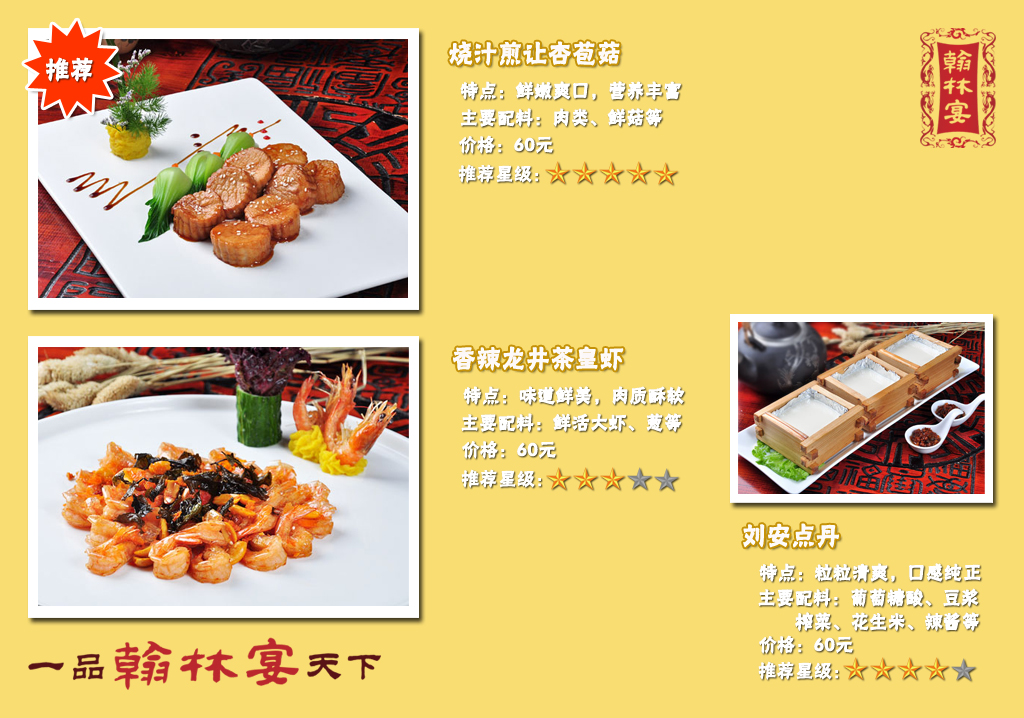 推荐
烧汁煎让杏苞菇
特点：鲜嫩爽口，营养丰富
主要配料：肉类、鲜菇等
价格：60元
推荐星级:
翰林宴
香辣龙井茶皇虾
特点：味道鲜美，肉质酥软
主要配料：鲜活大虾、葱等
价格：60元
推荐星级:
刘安点丹
特点：粒粒清爽，口感纯正
主要配料：葡萄糖酸、豆浆
榨菜、花生米、辣酱等
价格：60元
推荐星级:
一品翰林宴天下